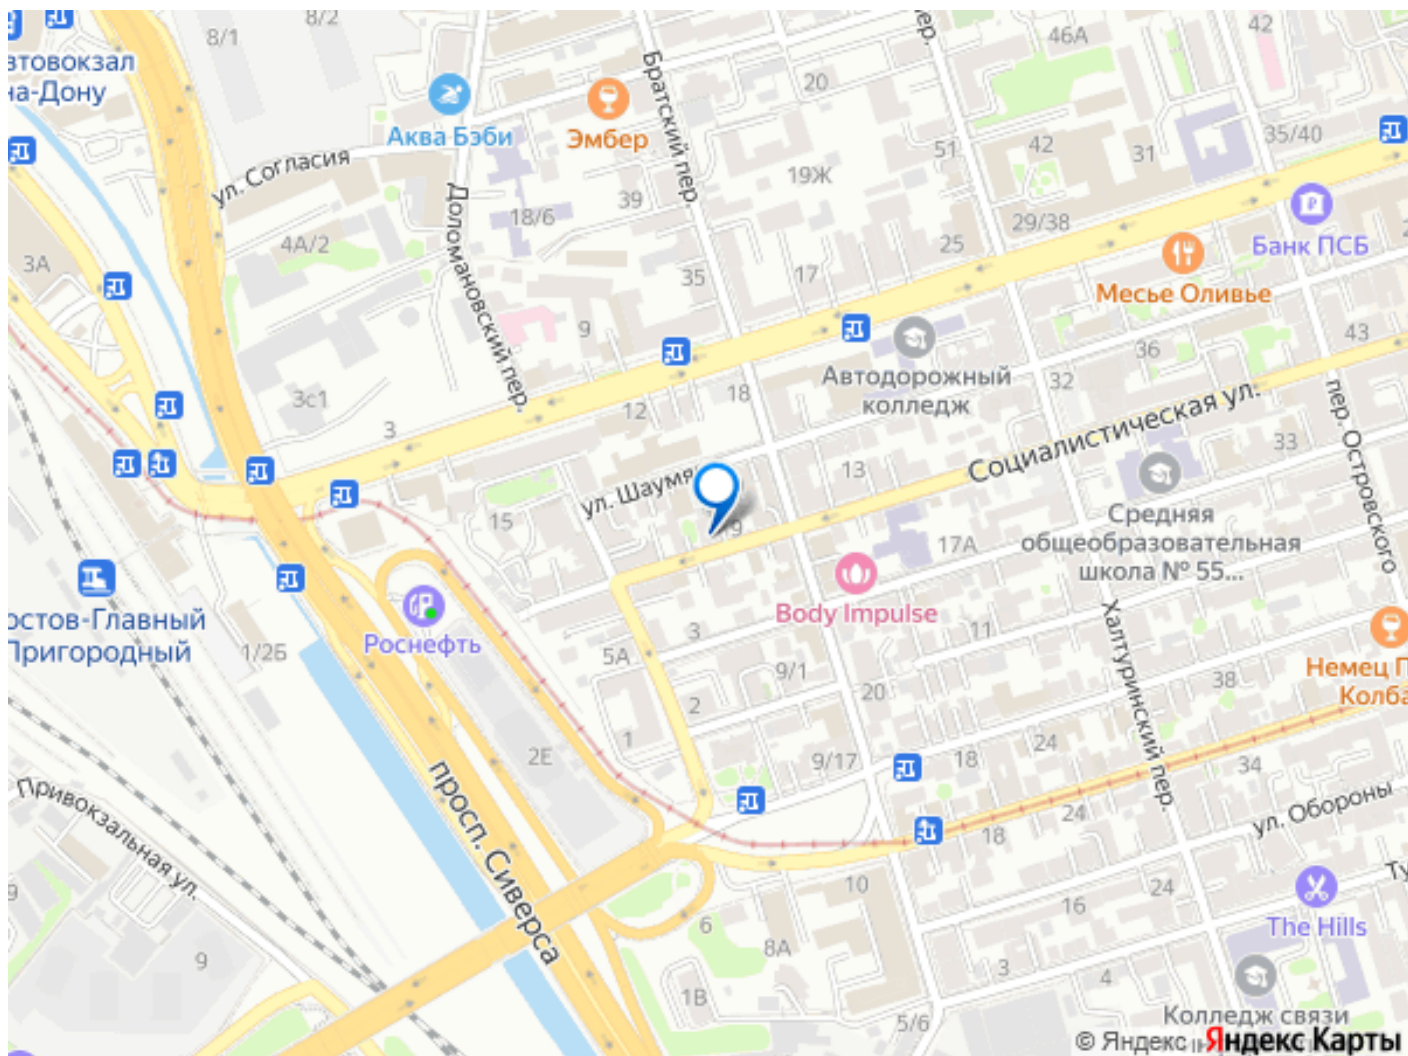 8/2
8/1
42
46А
пер.
втовокзал
на-Дону
Братский пер.
20
Аква Бэби
Эмбер
35/40
42
31
51
ул. Согласия
19Ж
39
18/6
Доломановский пер.
29/38
25
4А/2
3А
Банк ПСБ
35
17
Месье Оливье
9
43
36
Автодорожный
колледж
32
3с1
18
12
3
пер. Островского
Социалистическая ул.
33
13
ул. Шаумя
15
Средняя
общеобразовательная
школа № 55...
17А
Body Impulse
остов-Главный
Пригородный
Роснефть
1/2Б
3
5А
11
Халтуринский пер.
9/1
20
38
Немец П
Колба
2
1
2Е
24
18
9/17
34
просп. Сиверса
Привокзальная ул.
24
18
ул. Обороны
10
24
16
Ту
The Hills
6
8А
9
3
4
1В
5/6
Колледж связи
© Яндекс Яндекс Карты